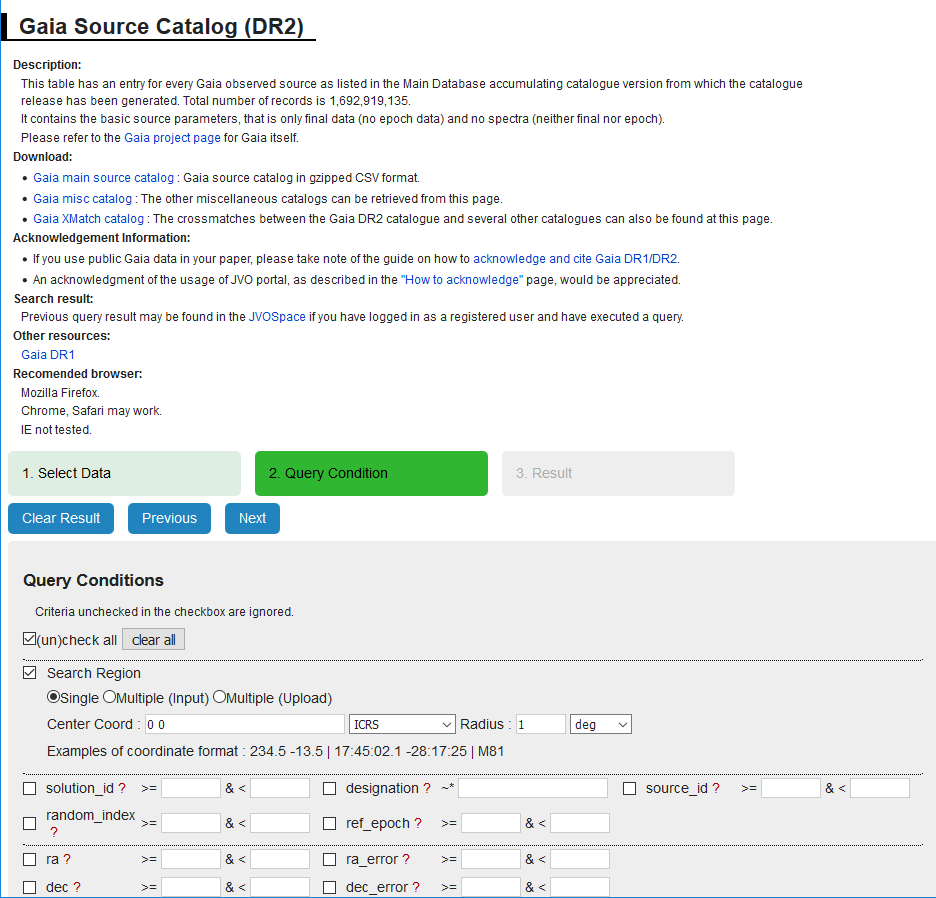 Gaia Source Catalog (DR2)
Description:
This table has an entry for every Gaia observed source as listed in the Main Database accumulating catalogue version from which the catalogue
release has been generated. Total number of records is 1,692,919,135.
It contains the basic source parameters, that is only final data (no epoch data) and no spectra (neither final nor epoch).
Please refer to the Gaia project page for Gaia itself.
Download:
• Gaia main source catalog : Gaia source catalog in gzipped CSV format.
• Gaia misc catalog : The other miscellaneous catalogs can be retrieved from this page.
• Gaia XMatch catalog : The crossmatches between the Gaia DR2 catalogue and several other catalogues can also be found at this page.
Acknowledgement Information:
• If you use public Gaia data in your paper, please take note of the guide on how to acknowledge and cite Gaia DR1/DR2.
• An acknowledgment of the usage of JVO portal, as described in the "How to acknowledge" page, would be appreciated.
Search result:
Previous query result may be found in the JVOSpace if you have logged in as a registered user and have executed a query.
Other resources:
Gaia DR1
Recomended browser:
Mozilla Firefox.
Chrome, Safari may work.
IE not tested.
1. Select Data 2. Query Condition 3. Result
Clear Result Previous Next
Query Conditions
Criteria unchecked in the checkbox are ignored.
(un)check all clear all
Search Region
Single Multiple (Input) Multiple (Upload)
Center Coord : 0 0 ICRS Radius : 1 deg
Examples of coordinate format : 234.5 -13.5 | 17:45:02.1 -28:17:25 | M81
solution_id ? >= & < designation ? ~* source_id ? >= & <
random_index ? >= & < ref_epoch ? >= & <
ra ? >= & < ra_error ? >= & <
dec ? >= & < dec_error ? >= & <